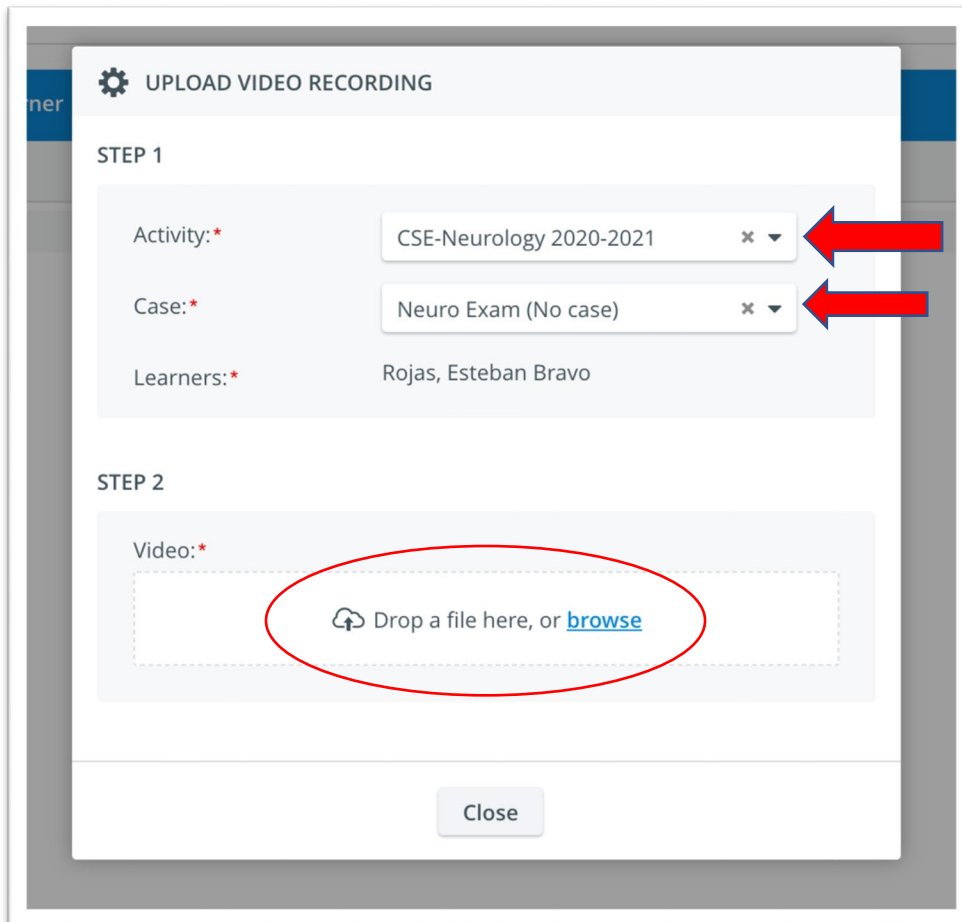 ner
UPLOAD VIDEO RECORDING
STEP 1
Activity:* CSE-Neurology 2020-2021
Case:* Neuro Exam (No case)
Learners:* Rojas, Esteban Bravo
STEP 2
Video:*
Drop a file here, or browse
Close